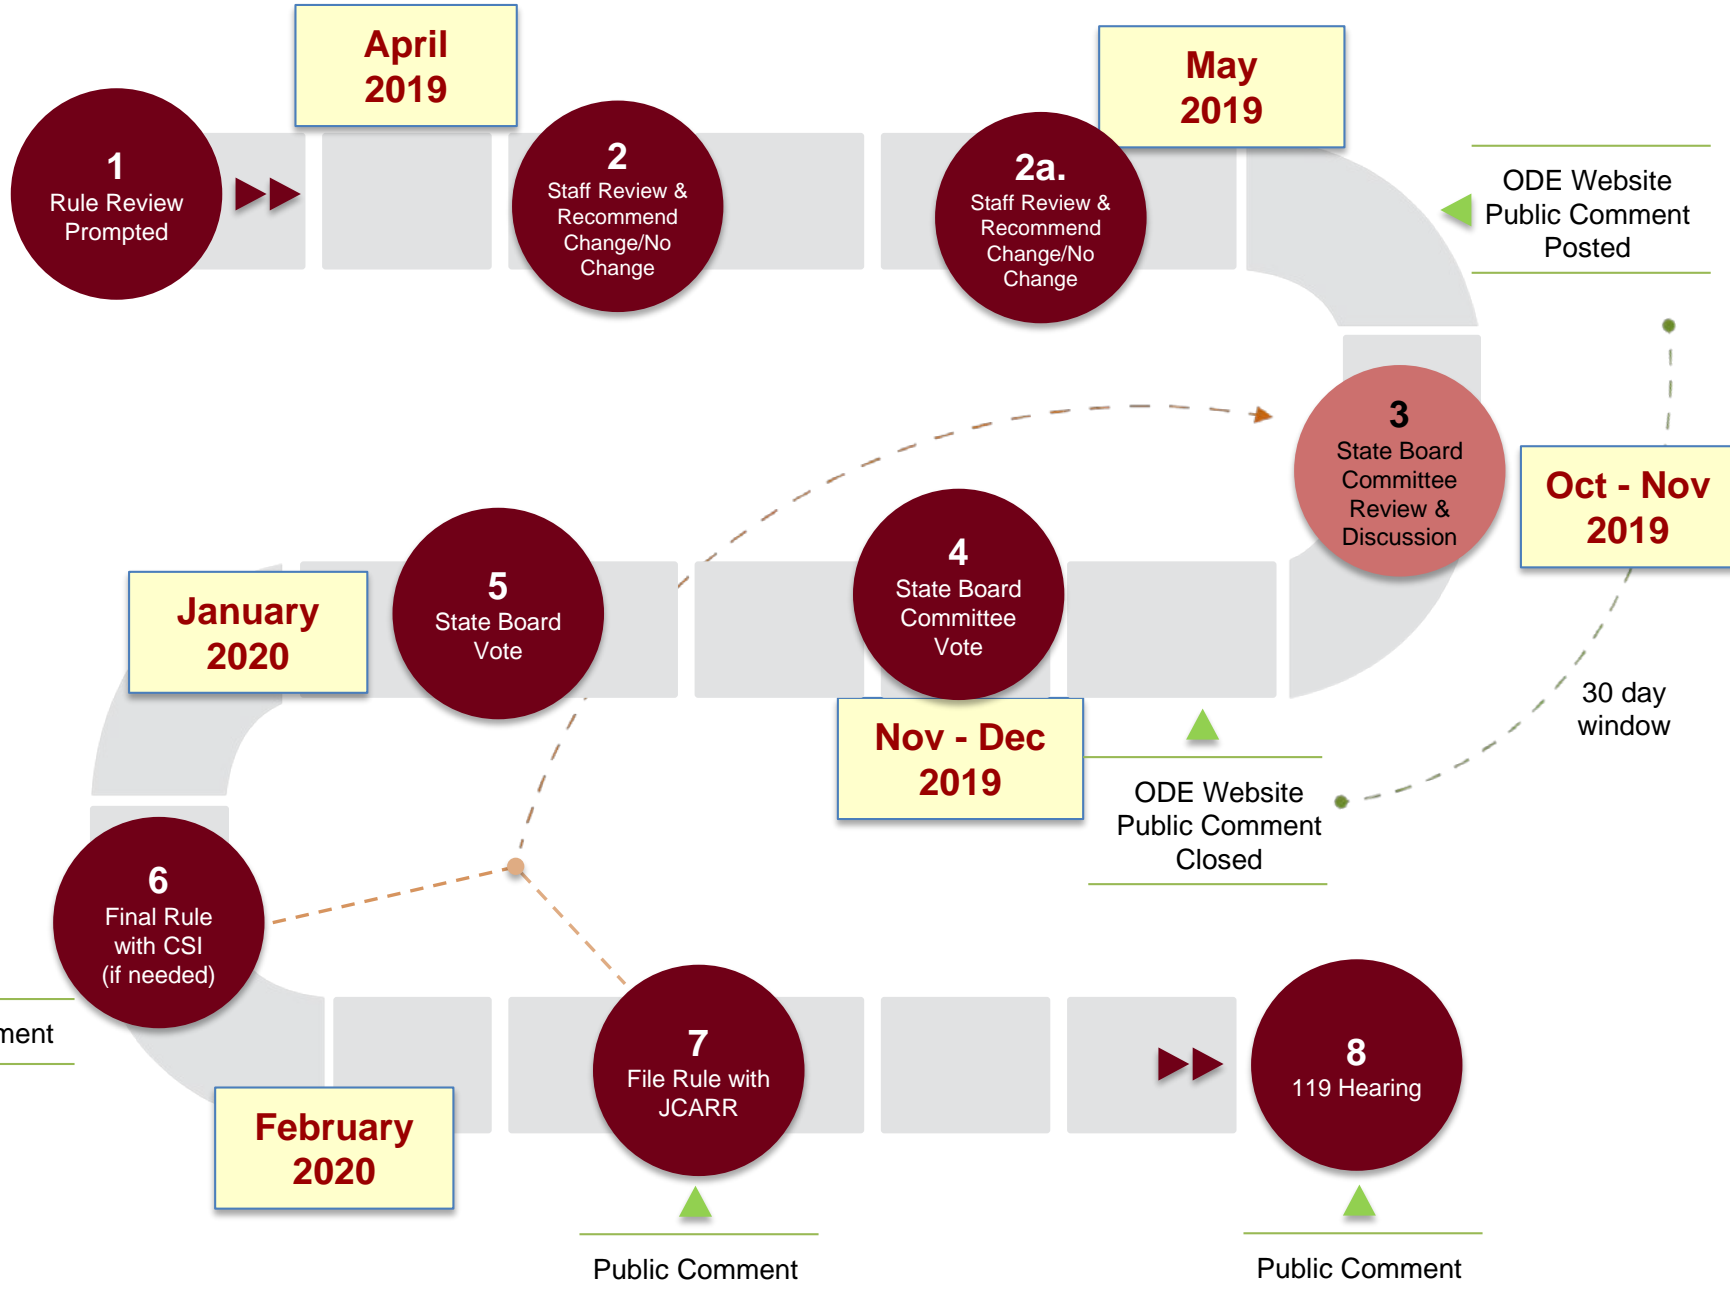 April
2019
May
2019
1
Rule Review
Prompted
2
Staff Review &
Recommend
Change/No
Change
2a.
Staff Review &
Recommend
Change/No
Change
ODE Website
Public Comment
Posted
3
State Board
Committee
Review &
Discussion
Oct - Nov
2019
30 day
window
4
State Board
Committee
Vote
Nov - Dec
2019
ODE Website
Public Comment
Closed
5
State Board
Vote
January
2020
6
Final Rule
with CSI
(if needed)
ment
February
2020
7
File Rule with
JCARR
Public Comment
8
119 Hearing
Public Comment